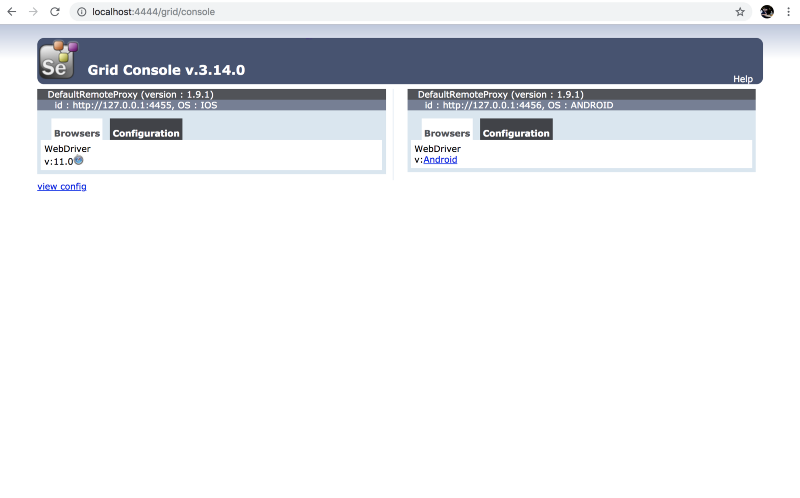 localhost:4444/grid/console
Se
Grid Console v.3.14.0
Help
DefaultRemoteProxy (version : 1.9.1)
id : http://127.0.0.1:4455, OS : IOS
Browsers Configuration
WebDriver
v:11.0
view config
DefaultRemoteProxy (version : 1.9.1)
id : http://127.0.0.1:4456, OS : ANDROID
Browsers Configuration
WebDriver
v:Android